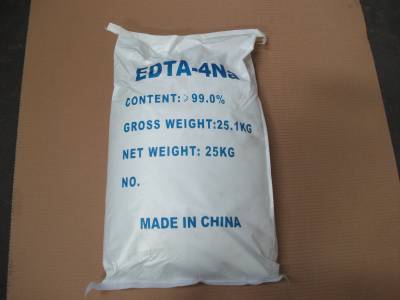 EDTA-4Na
CONTENT: ≥99.0%
GROSS WEIGHT:25.1KG
NET WEIGHT: 25KG
NO.
MADE IN CHINA